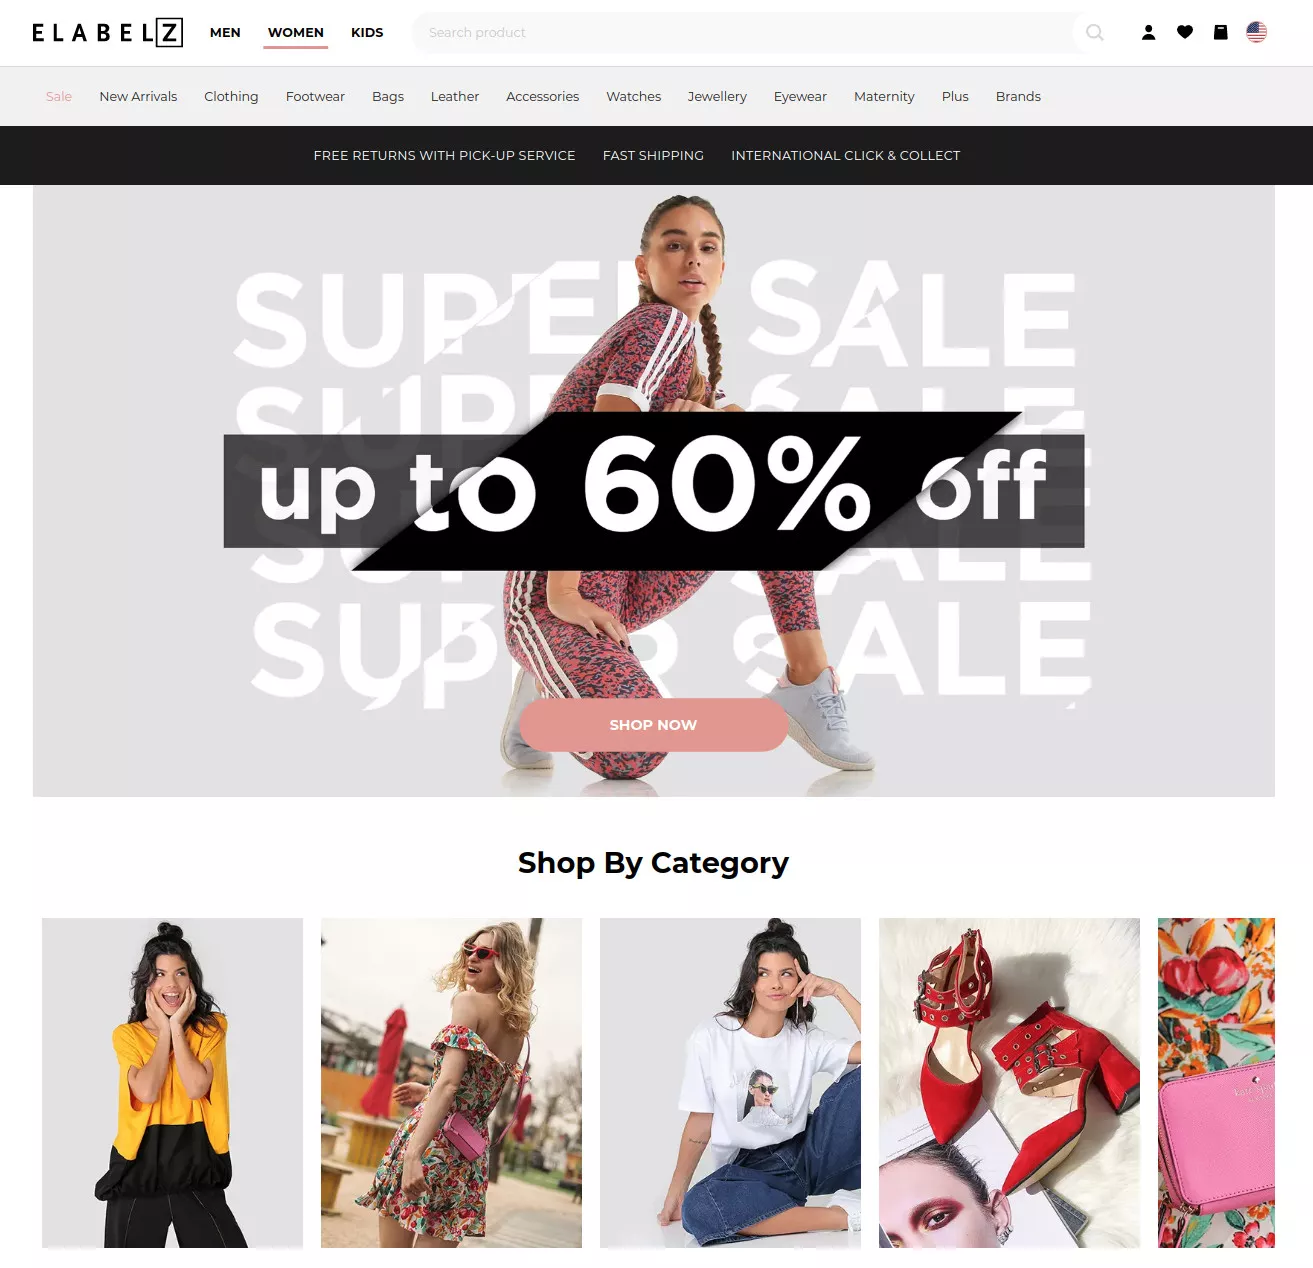 ELABELZ MEN WOMEN KIDS Search product
Sale New Arrivals Clothing Footwear Bags Leather Accessories Watches Jewellery Eyewear Maternity Plus Brands
FREE RETURNS WITH PICK-UP SERVICE FAST SHIPPING INTERNATIONAL CLICK & COLLECT
SUPER SALE
SUPER SALE
up to 60% off
SUPER SALE
SUPER SALE
SHOP NOW
Shop By Category